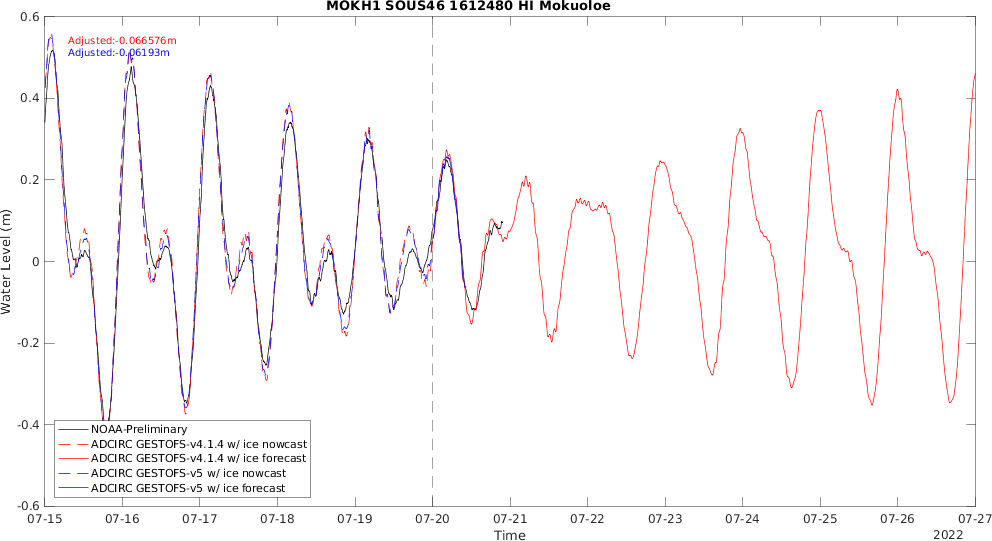 MOKH1 SOUS46 1612480 HI Mokuoloe
Adjusted:-0.066576m
Adjusted:-0.06193m
0.6
0.4
0.2
0
-0.2
-0.4
-0.6
Water Level (m)
NOAA-Preliminary
ADCIRC GESTOFS-v4.1.4 w/ ice nowcast
ADCIRC GESTOFS-v4.1.4 w/ ice forecast
ADCIRC GESTOFS-v5 w/ ice nowcast
ADCIRC GESTOFS-v5 w/ ice forecast
07-15 07-16 07-17 07-18 07-19 07-20 07-21 07-22 07-23 07-24 07-25 07-26 07-27
Time
2022